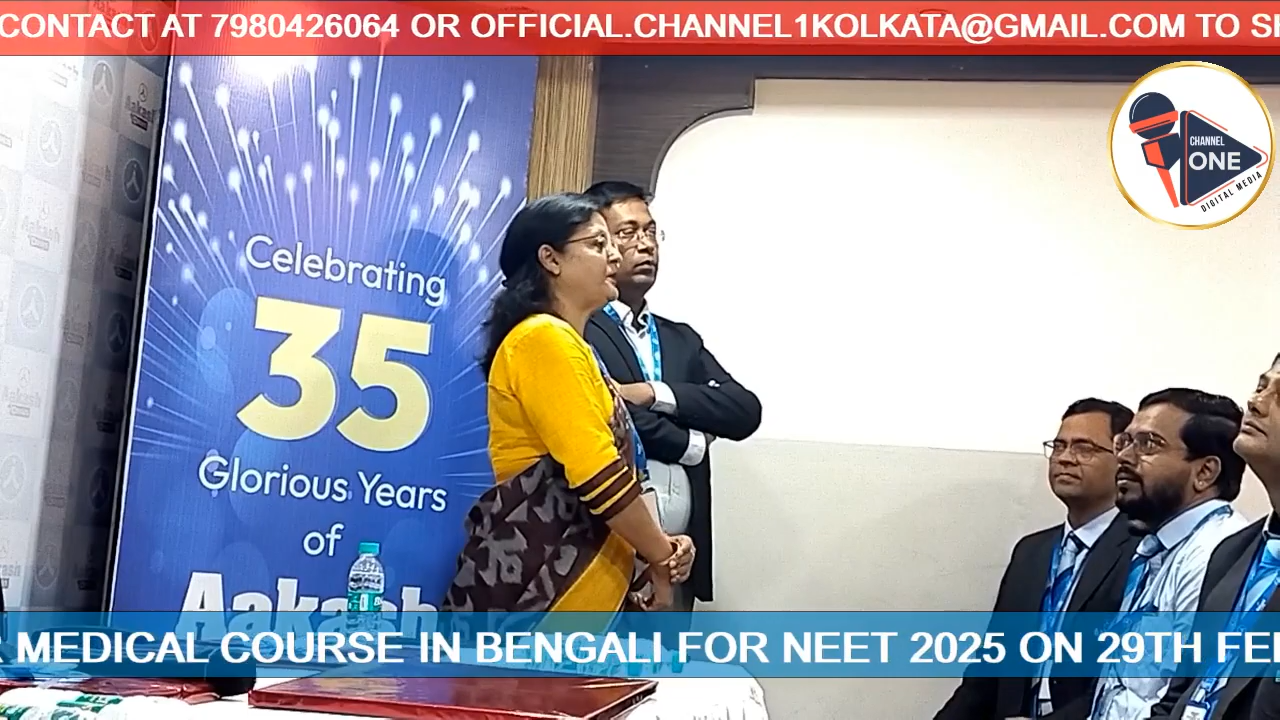 CONTACT AT 7980426064 OR OFFICIAL.CHANNEL1KOLKATA@GMAIL.COM TO
CHANNEL
ONE
DIGITAL MEDIA
Celebrating
35
Glorious Years
of
Aakash
MEDICAL COURSE IN BENGALI FOR NEET 2025 ON 29TH